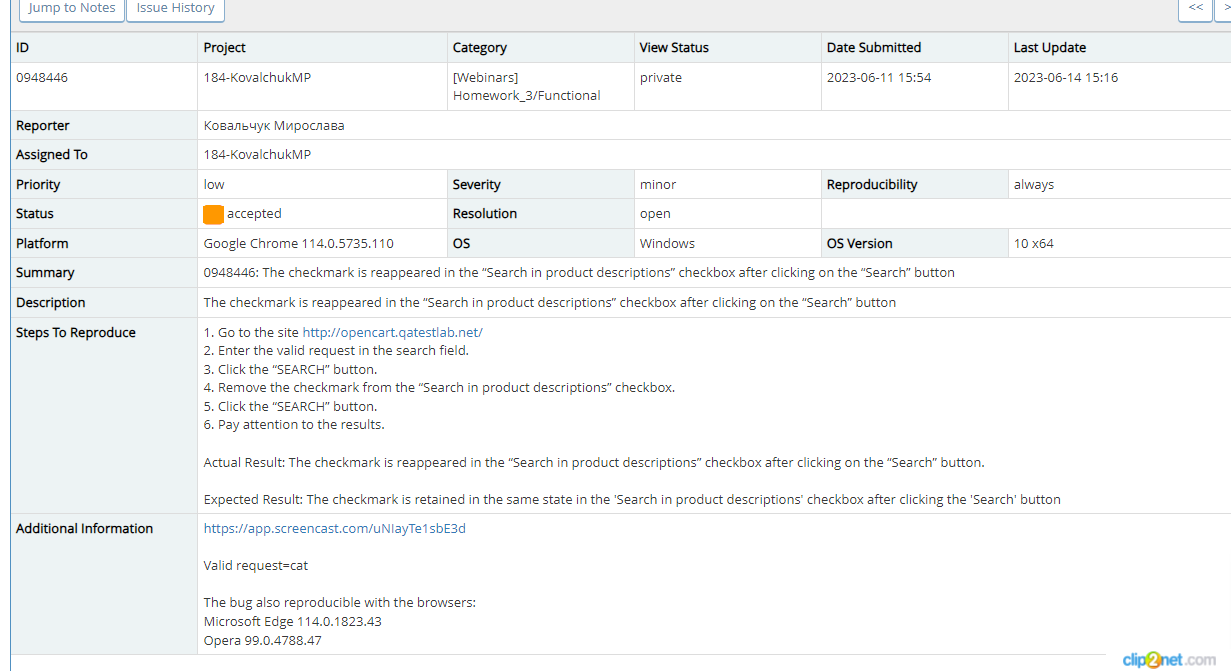 Jump to Notes Issue History << >
ID Project Category View Status Date Submitted Last Update
0948446 184-KovalchukMP [Webinars] private 2023-06-11 15:54 2023-06-14 15:16
Homework_3/Functional
Reporter Ковальчук Мирослава
Assigned To 184-KovalchukMP
Priority low Severity minor Reproducibility always
Status accepted Resolution open
Platform Google Chrome 114.0.5735.110 OS Windows OS Version 10 x64
Summary 0948446: The checkmark is reappeared in the “Search in product descriptions” checkbox after clicking on the “Search” button
Description The checkmark is reappeared in the “Search in product descriptions” checkbox after clicking on the “Search” button
Steps To Reproduce 1. Go to the site http://opencart.qatestlab.net/
2. Enter the valid request in the search field.
3. Click the “SEARCH” button.
4. Remove the checkmark from the “Search in product descriptions” checkbox.
5. Click the “SEARCH” button.
6. Pay attention to the results.
Actual Result: The checkmark is reappeared in the “Search in product descriptions” checkbox after clicking on the “Search” button.
Expected Result: The checkmark is retained in the same state in the 'Search in product descriptions' checkbox after clicking the 'Search' button
Additional Information https://app.screencast.com/uNIayTe1sbE3d
Valid request=cat
The bug also reproducible with the browsers:
Microsoft Edge 114.0.1823.43
Opera 99.0.4788.47
clip2net.com